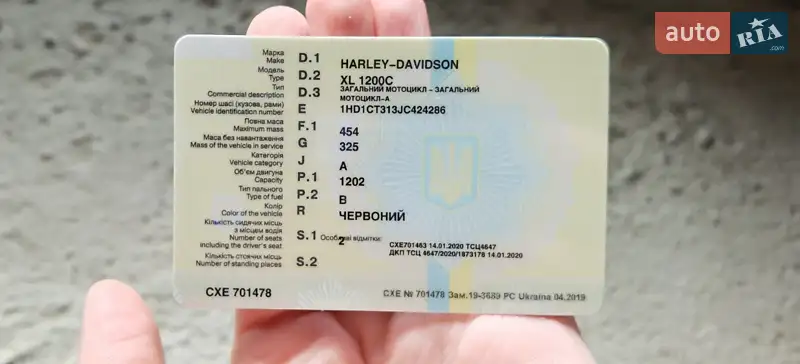 auto RIA.com
Марка
Make D.1 HARLEY-DAVIDSON
Модель
Type D.2 XL 1200C
Тип
Commercial description D.3 ЗАГАЛЬНИЙ МОТОЦИКЛ - ЗАГАЛЬНИЙ
МОТОЦИКЛ-A
Номер шасі (кузова, рами)
Vehicle identification number E 1HD1CT313JC424286
Повна маса
Maximum mass F.1 454
Маса без навантаження
Mass of the vehicle in service G 325
Категорія
Vehicle category J A
Об'єм двигуна
Capacity P.1 1202
Тип пального
Type of fuel P.2 B
Колір
Color of the vehicle R ЧЕРВОНИЙ
Кількість сидячих місць
з місцем водія
Number of seats S.1 2 Особливі відмітки:
including the driver's seat
CXE701463 14.01.2020 ТСЦ4647
ДКП ТСЦ 4647/2020/1873178 14.01.2020
Кількість стоячих місць
Number of standing places S.2
CXE 701478
CXE № 701478 Зам.19-3689 PC Ukraina 04.2019